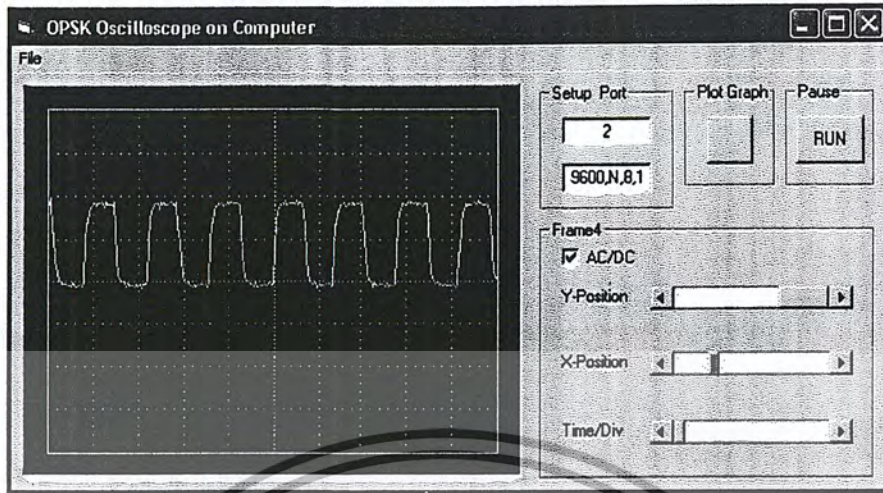 OPSK Oscilloscope on Computer
File
Setup Port
2
9600,N,8,1
Plot Graph
Pause
RUN
Frame4
AC/DC
Y-Position
X-Position
Time/Div